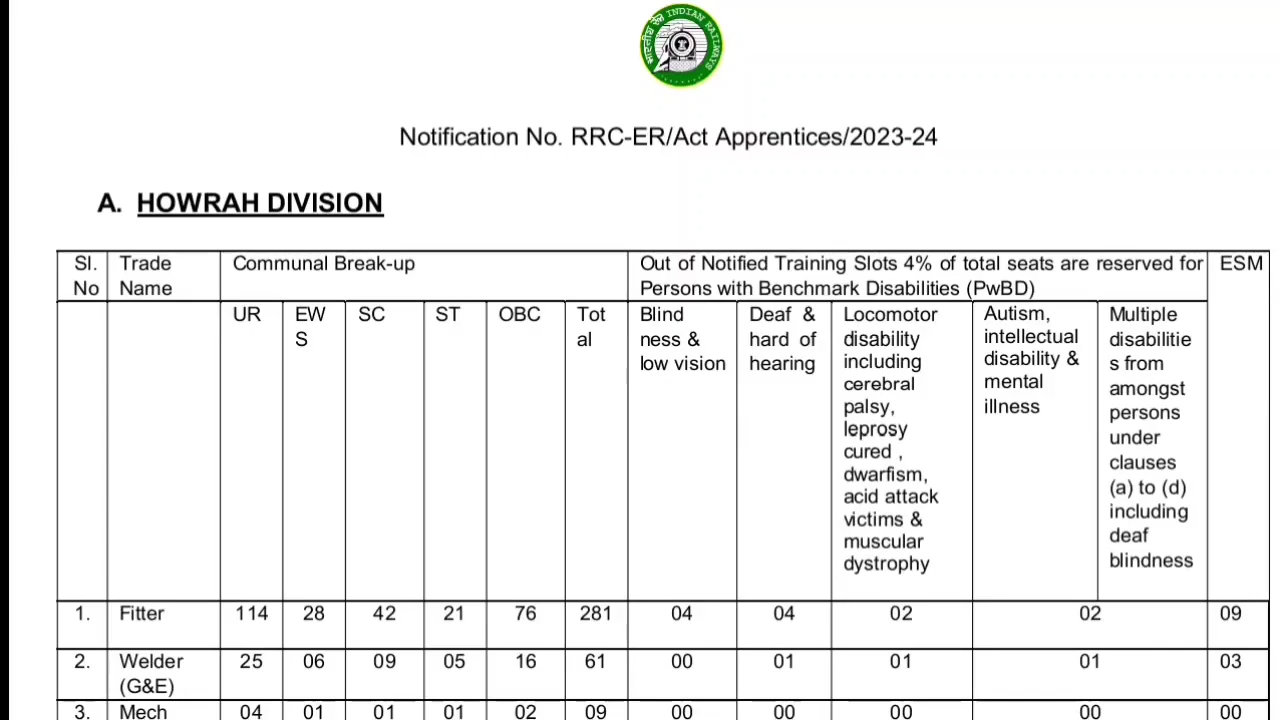 भारतीय रेल INDIAN RAILWAYS
Notification No. RRC-ER/Act Apprentices/2023-24
A. HOWRAH DIVISION
Sl. No Trade Name Communal Break-up Out of Notified Training Slots 4% of total seats are reserved for Persons with Benchmark Disabilities (PwBD) ESM
UR EW S SC ST OBC Tot al Blind ness & low vision Deaf & hard of hearing Locomotor disability including cerebral palsy, leprosy cured , dwarfism, acid attack victims & muscular dystrophy Autism, intellectual disability & mental illness Multiple disabilitie s from amongst persons under clauses (a) to (d) including deaf blindness
1. Fitter 114 28 42 21 76 281 04 04 02 02 09
2. Welder (G&E) 25 06 09 05 16 61 00 01 01 01 03
3. Mech 04 01 01 01 02 09 00 00 00 00 00